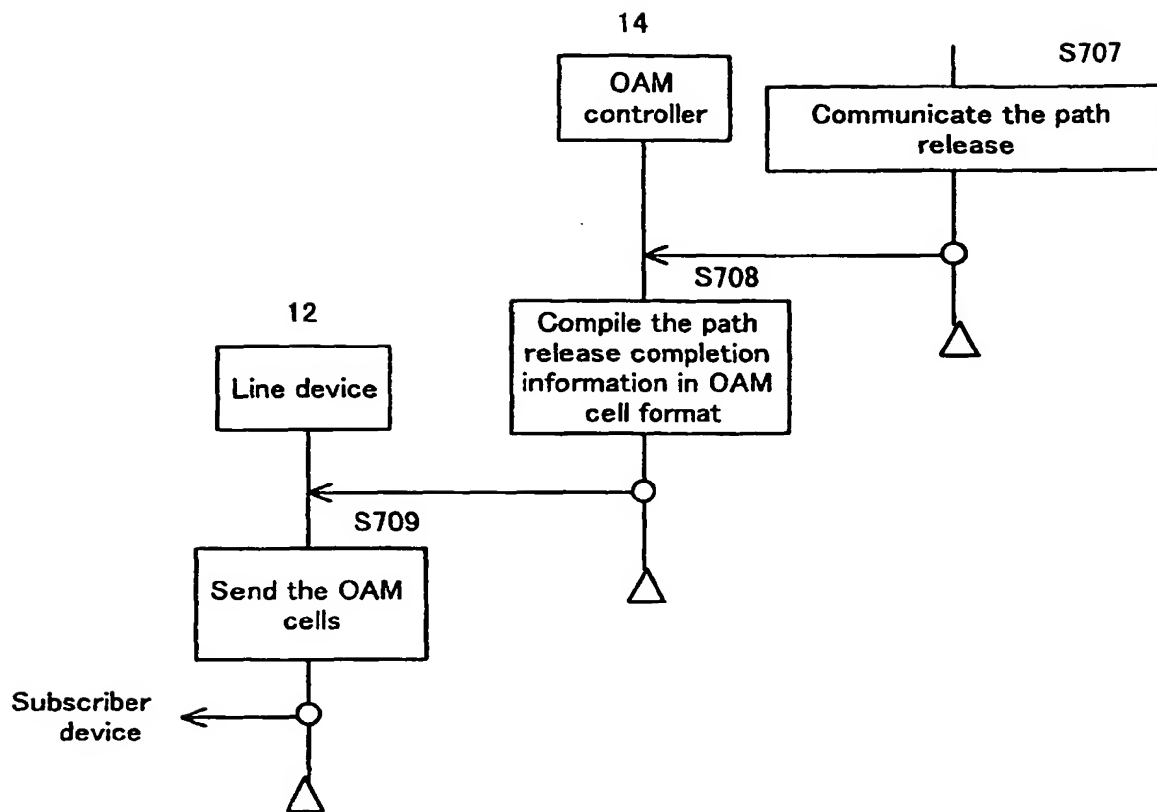 14
OAM
controller
S707
Communicate the path
release
S708
Compile the path
release completion
information in OAM
cell format
12
Line device
S709
Send the OAM
cells
Subscriber
device